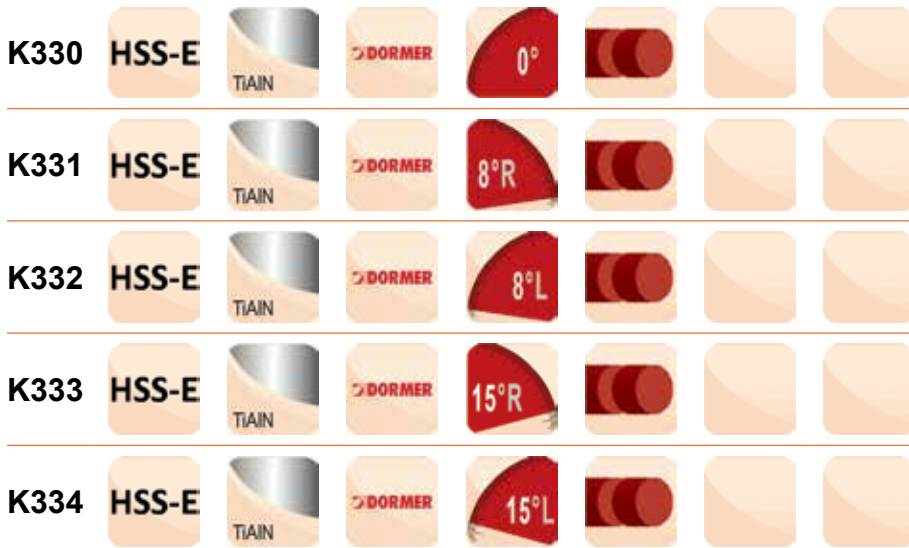 K330 HSS-E TiAlN DORMER 0°
K331 HSS-E TiAlN DORMER 8°R
K332 HSS-E TiAlN DORMER 8°L
K333 HSS-E TiAlN DORMER 15°R
K334 HSS-E TiAlN DORMER 15°L